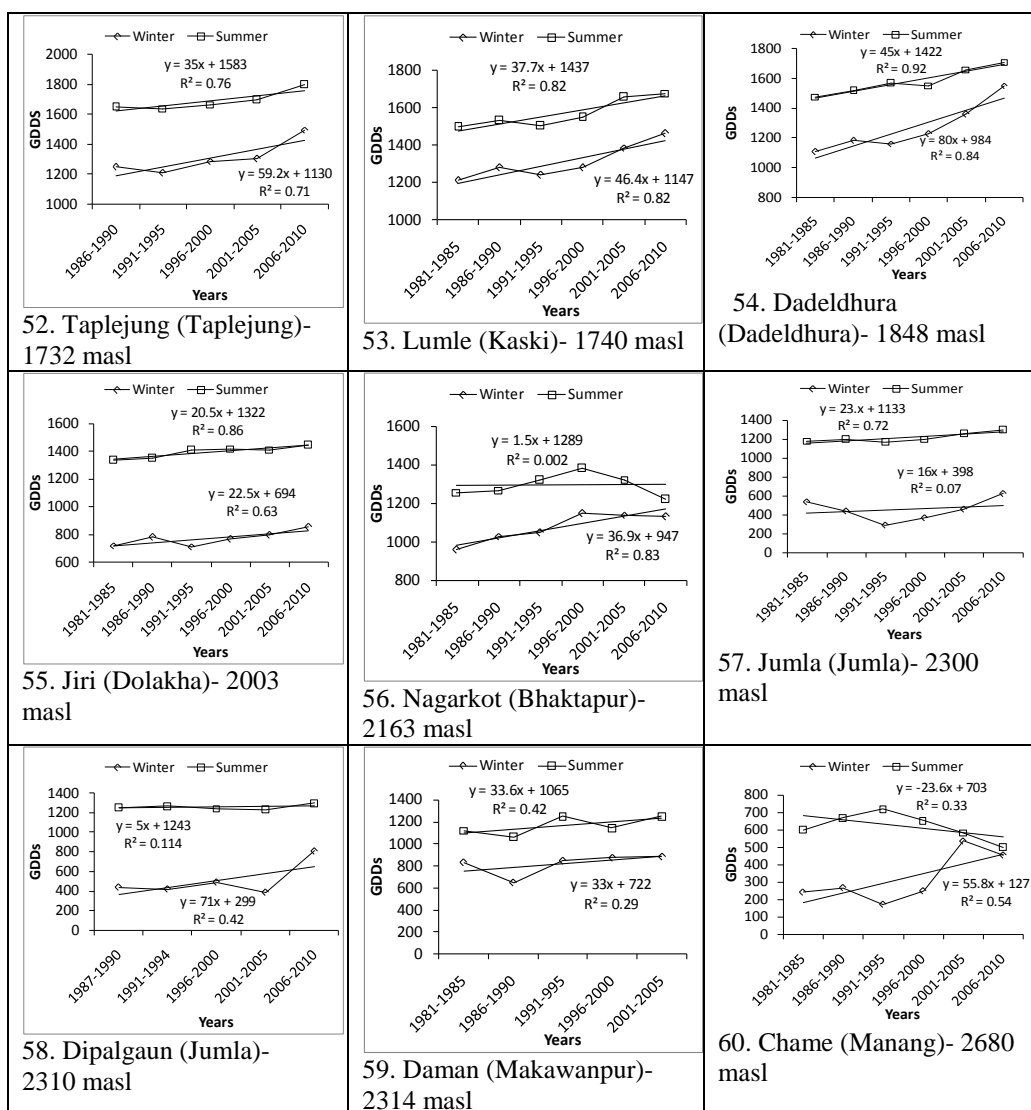 Winter Summer
y = 35x + 1583
R² = 0.76
y = 59.2x + 1130
R² = 0.71
GDDS
2000
1800
1600
1400
1200
1000
1986-1990
1991-1995
1996-2000
2001-2005
2006-2010
Years
52. Taplejung (Taplejung)-
1732 masl
Winter Summer
y = 37.7x + 1437
R² = 0.82
y = 46.4x + 1147
R² = 0.82
1800
1600
1400
1200
1000
1981-1985
1986-1990
1991-1995
1996-2000
2001-2005
2006-2010
Years
53. Lumle (Kaski)- 1740 masl
Winter Summer
y = 45x + 1422
R² = 0.92
y = 80x + 984
R² = 0.84
GDDs
1800
1600
1400
1200
1000
800
1981-1985
1986-1990
1991-1995
1996-2000
2001-2005
2006-2010
Years
54. Dadeldhura
(Dadeldhura)- 1848 masl
Winter Summer
y = 20.5x + 1322
R² = 0.86
y = 22.5x + 694
R² = 0.63
1600
1400
1200
1000
800
600
1981-1985
1986-1990
1991-1995
1996-2000
2001-2005
2006-2010
55. Jiri (Dolakha)- 2003
masl
Winter Summer
y = 1.5x + 1289
R² = 0.002
y = 36.9x + 947
R² = 0.83
1600
1400
1200
1000
800
1981-1985
1986-1990
1991-1995
1996-2000
2001-2005
2006-2010
56. Nagarkot (Bhaktapur)-
2163 masl
Winter Summer
y = 23.x + 1133
R² = 0.72
y = 16x + 398
R² = 0.07
1400
1200
1000
800
600
400
200
0
1981-1985
1986-1990
1991-1995
1996-2000
2001-2005
2006-2010
57. Jumla (Jumla)- 2300
masl
Winter Summer
y = 5x + 1243
R² = 0.114
y = 71x + 299
R² = 0.42
GDDs
1400
1200
1000
800
600
400
200
0
1987-1990
1991-1994
1996-2000
2001-2005
2006-2010
Years
58. Dipalgaun (Jumla)-
2310 masl
Winter Summer
y = 33.6x + 1065
R² = 0.42
y = 33x + 722
R² = 0.29
GDDs
1400
1200
1000
800
600
400
200
0
1981-1985
1986-1990
1991-995
1996-2000
2001-2005
Years
59. Daman (Makawanpur)-
2314 masl
Winter Summer
y = -23.6x + 703
R² = 0.33
y = 55.8x + 127
R² = 0.54
GDDs
800
700
600
500
400
300
200
100
0
1981-1985
1986-1990
1991-1995
1996-2000
2001-2005
2006-2010
Years
60. Chame (Manang)- 2680
masl